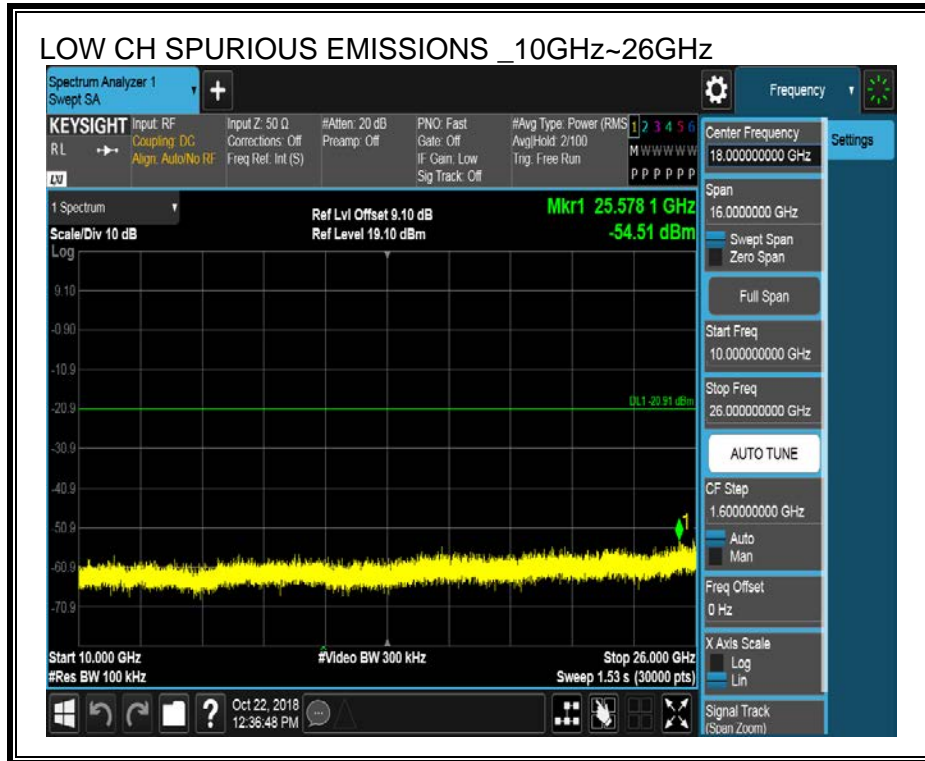 LOW CH SPURIOUS EMISSIONS _10GHz~26GHz
Spectrum Analyzer 1
Swept SA
+
Frequency
KEYSIGHT
RL
LXI
Input: RF
Coupling: DC
Align: Auto/No RF
Input Z: 50 Ω
Corrections: Off
Freq Ref: Int (S)
#Atten: 20 dB
Preamp: Off
PNO: Fast
Gate: Off
IF Gain: Low
Sig Track: Off
#Avg Type: Power (RMS
Avg|Hold: 2/100
Trig: Free Run
1 2 3 4 5 6
M W W W W W
P P P P P P
1 Spectrum
Scale/Div 10 dB
Log
Ref Lvl Offset 9.10 dB
Ref Level 19.10 dBm
Mkr1 25.578 1 GHz
-54.51 dBm
9.10
-0.90
-10.9
-20.9
DL1 -20.91 dBm
-30.9
-40.9
-50.9
1
-60.9
-70.9
Start 10.000 GHz
#Res BW 100 kHz
#Video BW 300 kHz
Stop 26.000 GHz
Sweep 1.53 s (30000 pts)
?
Oct 22, 2018
12:36:48 PM
Center Frequency
18.00000000 GHz
Settings
Span
16.0000000 GHz
Swept Span
Zero Span
Full Span
Start Freq
10.000000000 GHz
Stop Freq
26.000000000 GHz
AUTO TUNE
CF Step
1.600000000 GHz
Auto
Man
Freq Offset
0 Hz
X Axis Scale
Log
Lin
Signal Track
(Span Zoom)